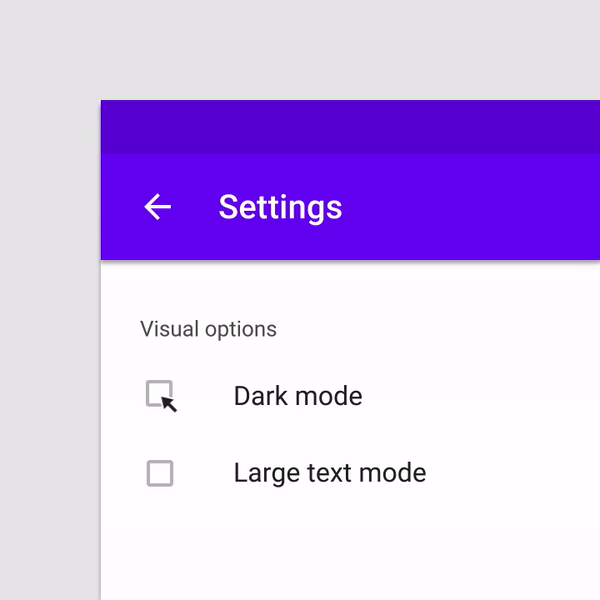 Settings
Visual options
Dark mode
Large text mode